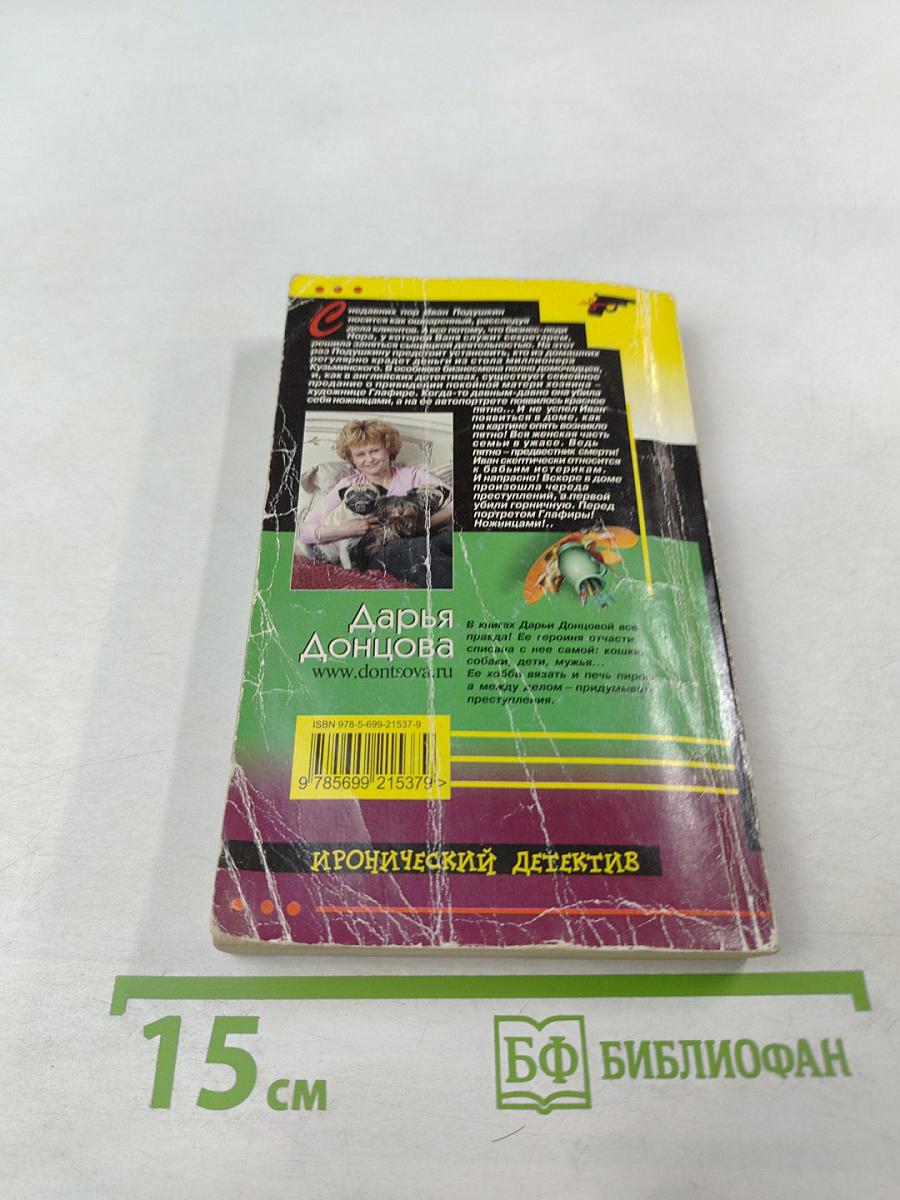 С недавних пор Иван Подушкин
носится как ошпаренный, расследуя
дела клиентов. А все потому, что бизнес-леди
Нора, у которой Ваня служит секретарем,
решила заняться сыщицкой деятельностью. На этот
раз Подушкину предстоит установить, кто из домашних
регулярно крадет деньги из стола миллионера
Кузьминского. В особняке бизнесмена полно домочадцев,
и, как в английских детективах, существует семейное
предание о привидении покойной матери хозяина –
художнице Глафире. Когда-то давным-давно она убила
себя ножницами, а на ее автопортрете появилось красное
пятно... И не успел Иван
появиться в доме, как
на картине опять возникло
пятно! Вся женская часть
семьи в ужасе. Ведь
пятно – предвестник смерти!
Иван скептически относится
к бабьим истерикам.
И напрасно! Вскоре в доме
произошла череда
преступлений, а первой
убили горничную. Перед
портретом Глафиры!
Ножницами!..
Дарья
Донцова
www.dontsova.ru
В книгах Дарьи Донцовой все
правда! Ее героиня отчасти
списана с нее самой: кошки,
собаки, дети, мужья...
Ее хобби вязать и печь пироги,
а между делом – придумывать
преступления.
ISBN 978-5-699-21537-9
9 785699 215379 >
ИРОНИЧЕСКИЙ ДЕТЕКТИВ
15 см
БФ БИБЛИОФАН